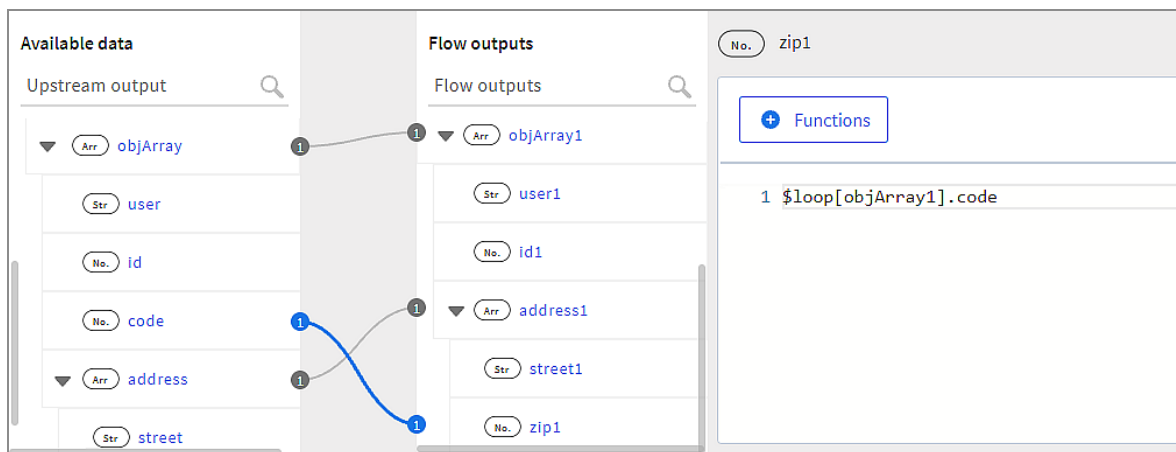 Available data
Upstream output
Arr objArray 1
Str user
No. id
No. code 1
Arr address 1
Str street
Flow outputs
Flow outputs
1 Arr objArray1
Str user1
No. id1
1 Arr address1
Str street1
1 No. zip1
No. zip1
Functions
1 $loop[objArray1].code